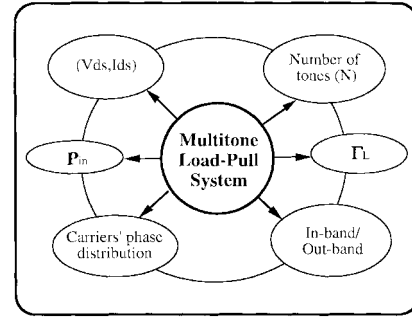 (Vds,Ids)
Number of
tones (N)
Multitone
Load-Pull
System
Pin
ΓL
Carriers' phase
distribution
In-band/
Out-band